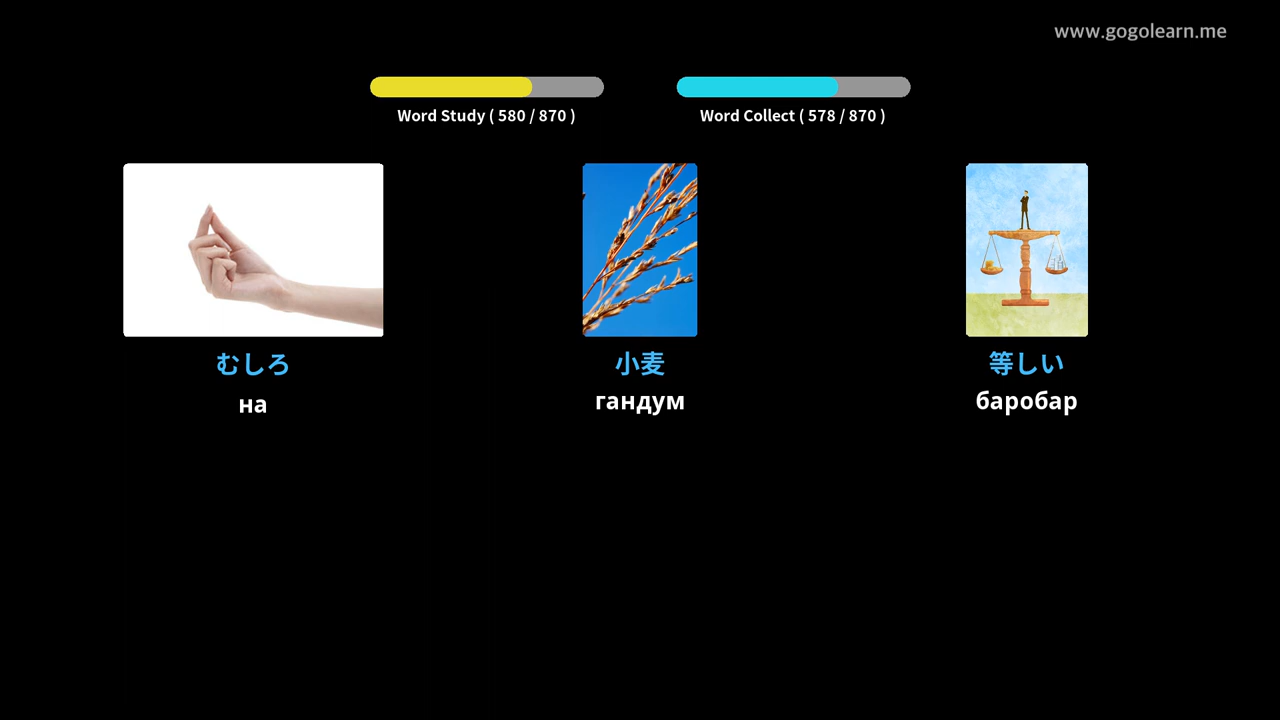 www.gogolearn.me
Word Study ( 580 / 870 )
Word Collect ( 578 / 870 )
むしろ
на
小麦
гандум
等しい
баробар